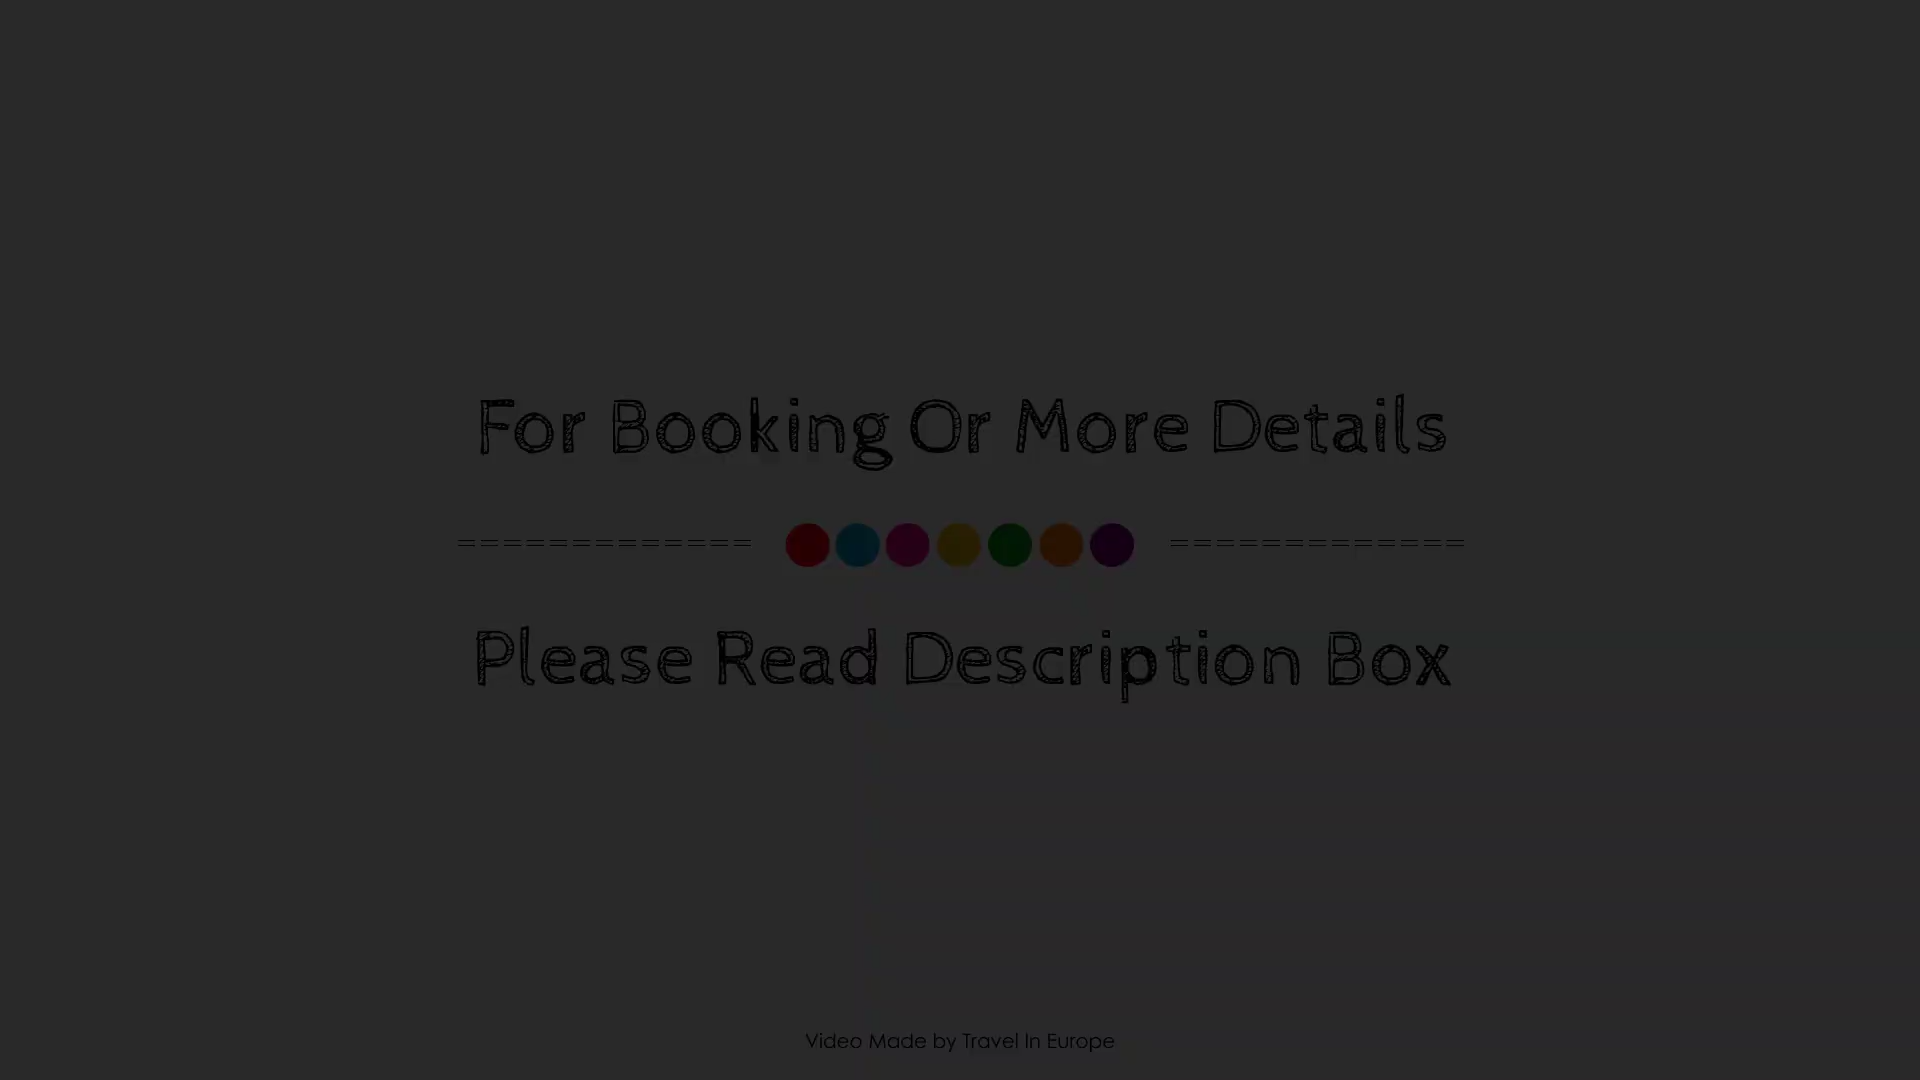 For Booking Or More Details
============= =============
Please Read Description Box
Video Made by Travel In Europe